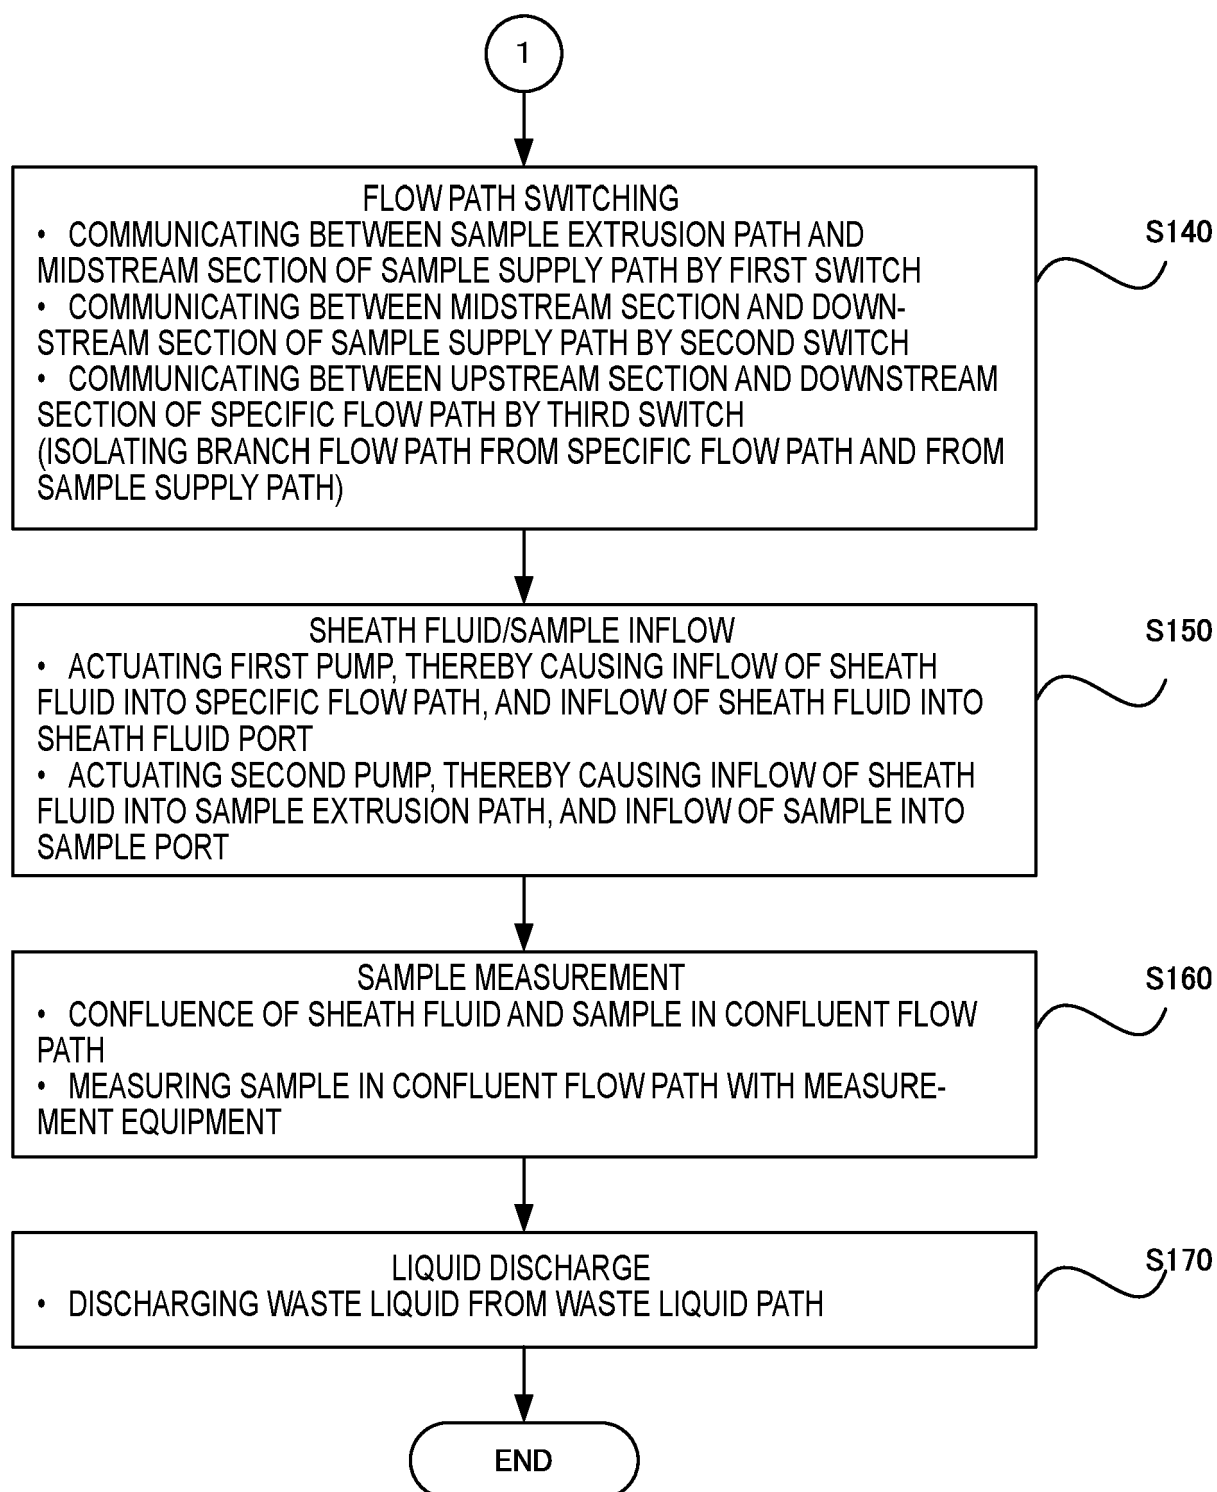 1
FLOW PATH SWITCHING
• COMMUNICATING BETWEEN SAMPLE EXTRUSION PATH AND
MIDSTREAM SECTION OF SAMPLE SUPPLY PATH BY FIRST SWITCH
• COMMUNICATING BETWEEN MIDSTREAM SECTION AND DOWN-
STREAM SECTION OF SAMPLE SUPPLY PATH BY SECOND SWITCH
• COMMUNICATING BETWEEN UPSTREAM SECTION AND DOWNSTREAM
SECTION OF SPECIFIC FLOW PATH BY THIRD SWITCH
(ISOLATING BRANCH FLOW PATH FROM SPECIFIC FLOW PATH AND FROM
SAMPLE SUPPLY PATH)
S140
SHEATH FLUID/SAMPLE INFLOW
• ACTUATING FIRST PUMP, THEREBY CAUSING INFLOW OF SHEATH
FLUID INTO SPECIFIC FLOW PATH, AND INFLOW OF SHEATH FLUID INTO
SHEATH FLUID PORT
• ACTUATING SECOND PUMP, THEREBY CAUSING INFLOW OF SHEATH
FLUID INTO SAMPLE EXTRUSION PATH, AND INFLOW OF SAMPLE INTO
SAMPLE PORT
S150
SAMPLE MEASUREMENT
• CONFLUENCE OF SHEATH FLUID AND SAMPLE IN CONFLUENT FLOW
PATH
• MEASURING SAMPLE IN CONFLUENT FLOW PATH WITH MEASURE-
MENT EQUIPMENT
S160
LIQUID DISCHARGE
• DISCHARGING WASTE LIQUID FROM WASTE LIQUID PATH
S170
END